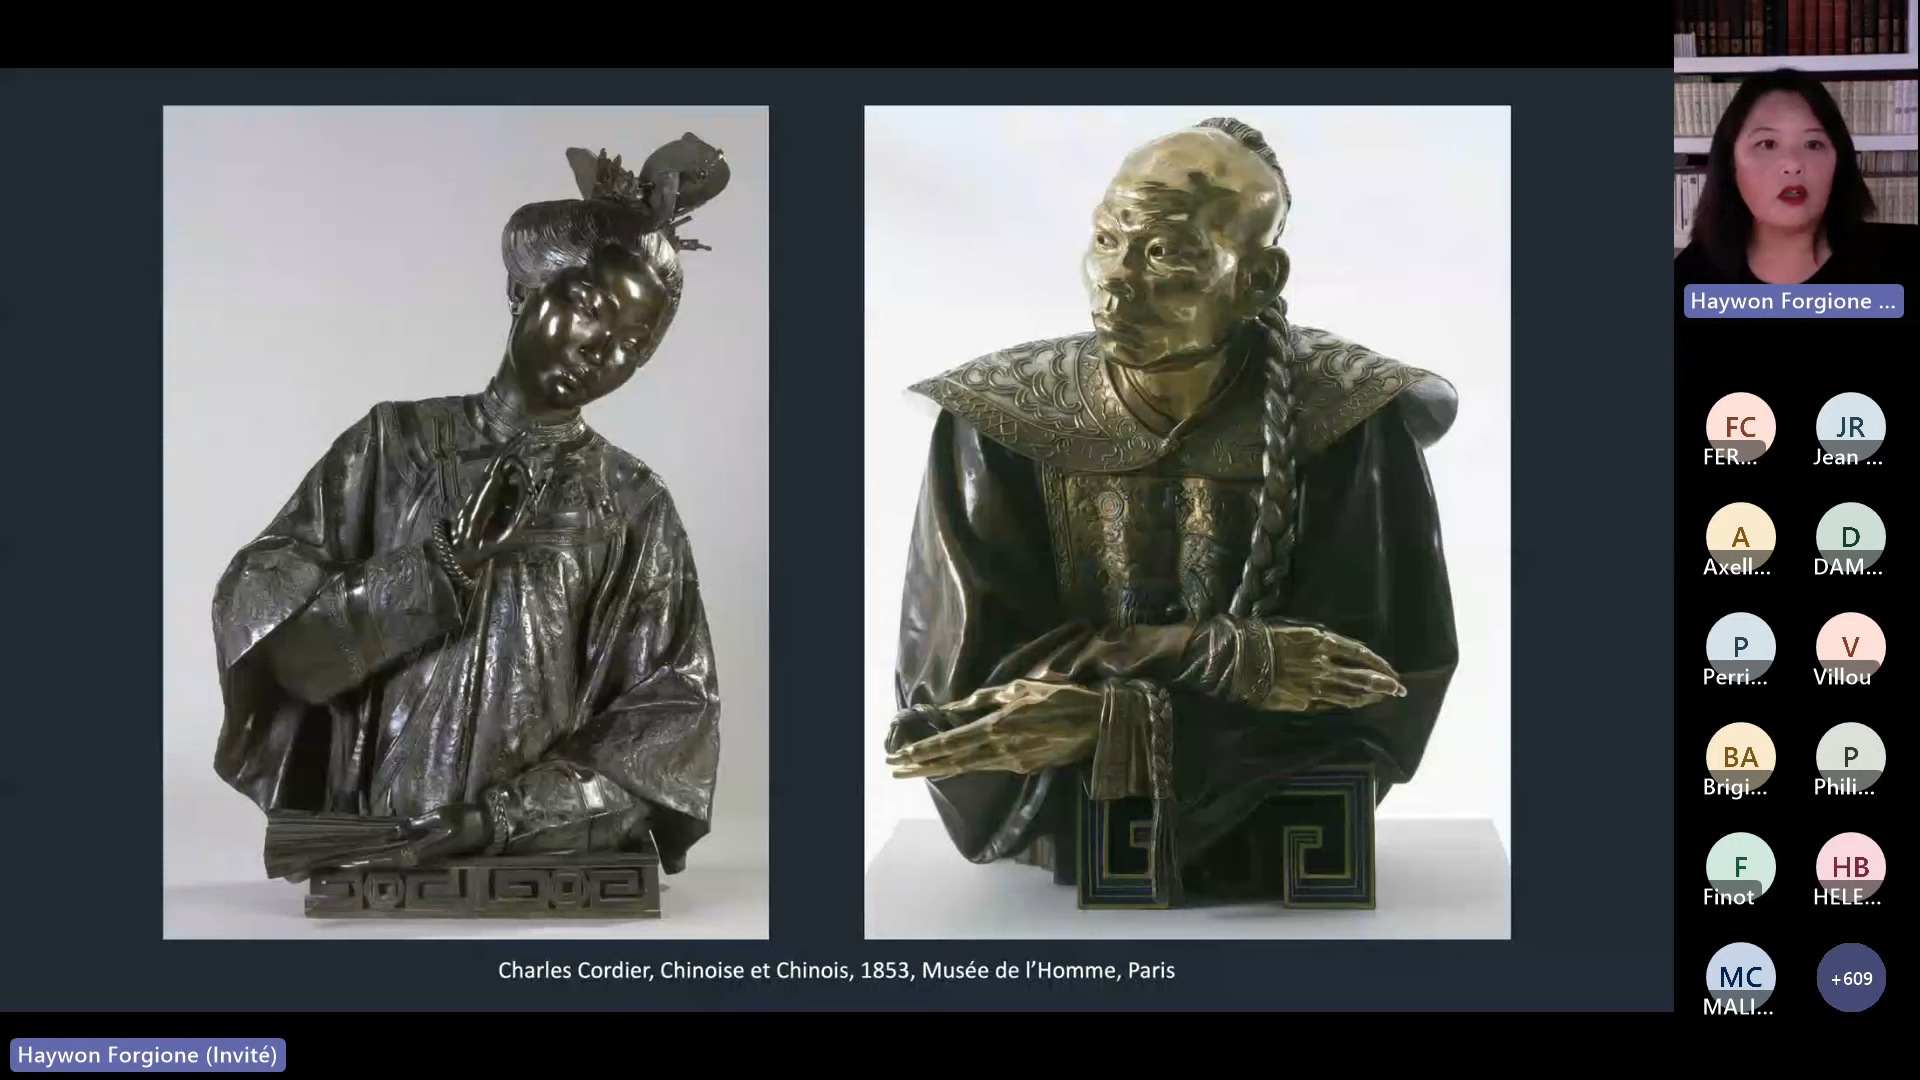 Charles Cordier, Chinoise et Chinois, 1853, Musée de l'Homme, Paris
Haywon Forgione ...
FC
FER...
JR
Jean ...
A
Axell...
D
DAM...
P
Perri...
V
Villou
BA
Brigi...
P
Phili...
F
Finot
HB
HELE...
MC
MALI...
+609
Haywon Forgione (Invité)